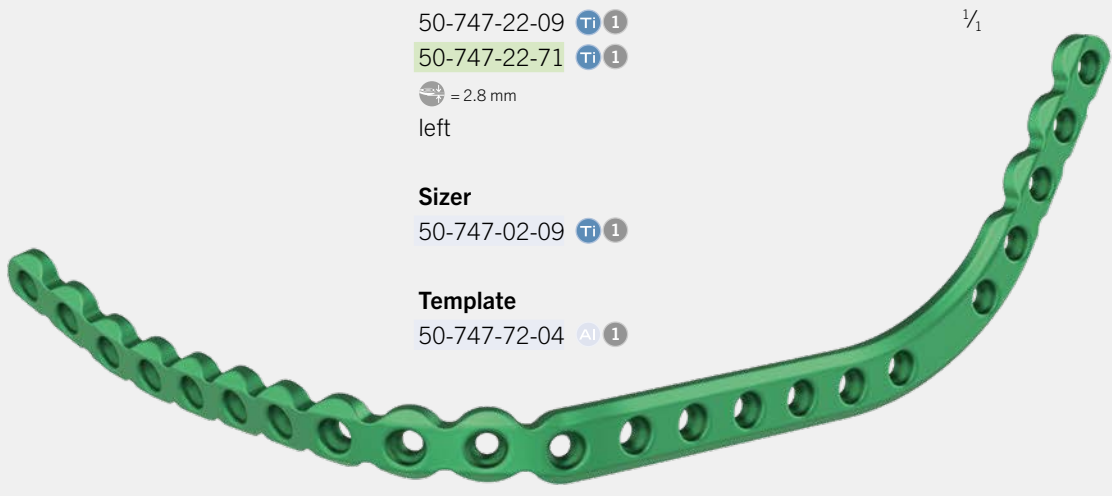 50-747-22-09 Ti 1
1/1
50-747-22-71 Ti 1
= 2.8 mm
left
Sizer
50-747-02-09 Ti 1
Template
50-747-72-04 Al 1